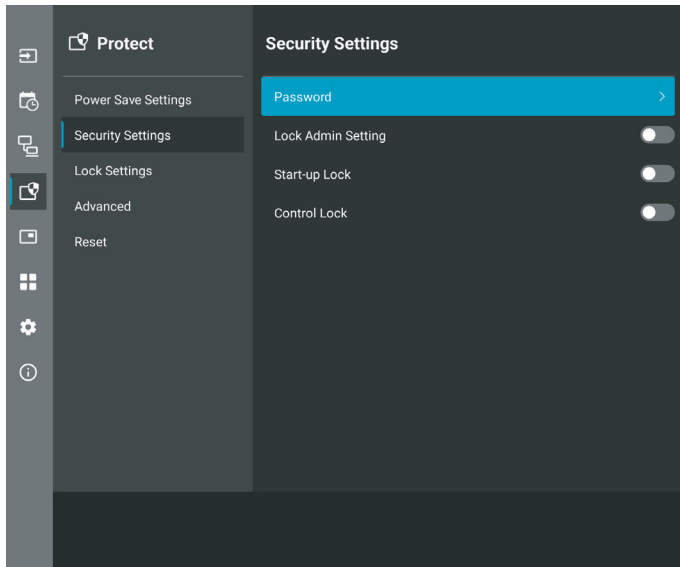 Protect
Power Save Settings
Security Settings
Lock Settings
Advanced
Reset
Security Settings
Password
Lock Admin Setting
Start-up Lock
Control Lock